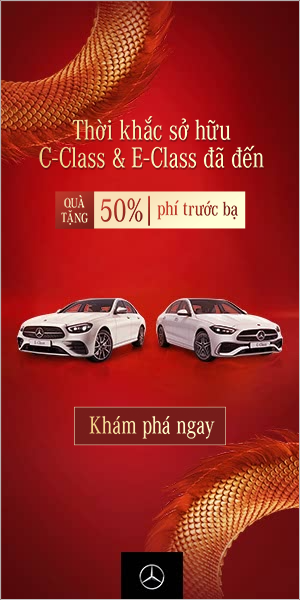 Thời khắc sở hữu
C-Class & E-Class đã đến
QUÀ
TẶNG
50% | phí trước bạ
Khám phá ngay